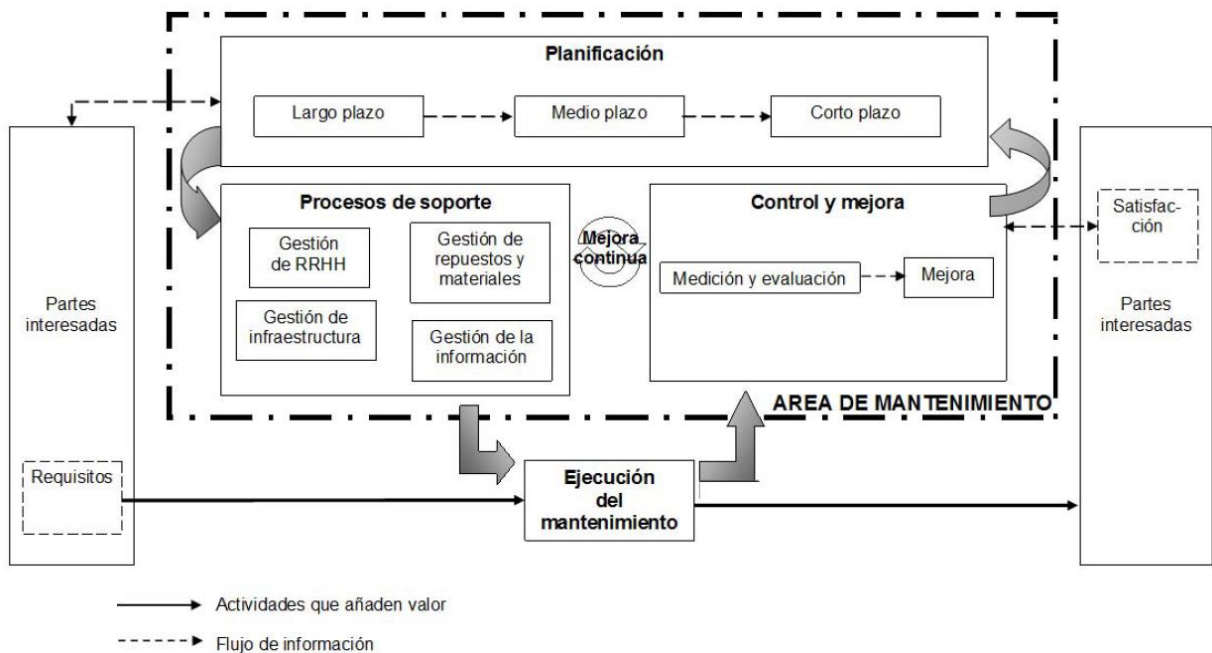 Planificación
Largo plazo
Medio plazo
Corto plazo
Procesos de soporte
Gestión
de RRHH
Gestión de
repuestos y
materiales
Gestión de
infraestructura
Gestión de la
información
Mejora
continua
Control y mejora
Medición y evaluación
Mejora
AREA DE MANTENIMIENTO
Partes
interesadas
Requisitos
Satisfac-
ción
Partes
interesadas
Ejecución
del
mantenimiento
Actividades que añaden valor
Flujo de información